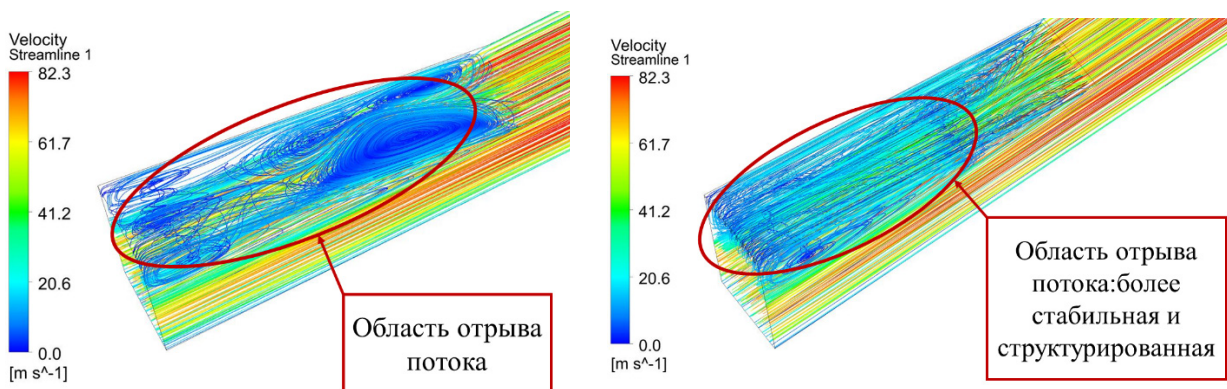 Velocity
Streamline 1
82.3
61.7
41.2
20.6
0.0
[m s^-1]
Область отрыва
потока
Velocity
Streamline 1
82.3
61.7
41.2
20.6
0.0
[m s^-1]
Область отрыва
потока:более
стабильная и
структурированная